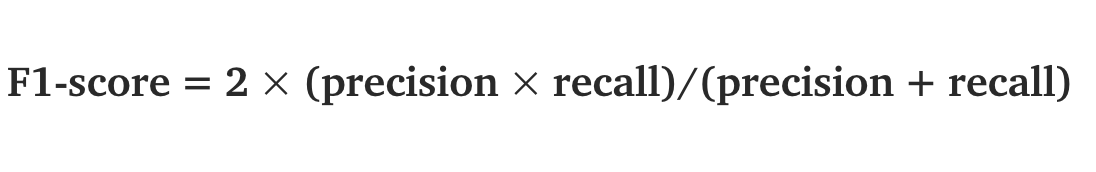 F1-score = 2 × (precision × recall)/(precision + recall)